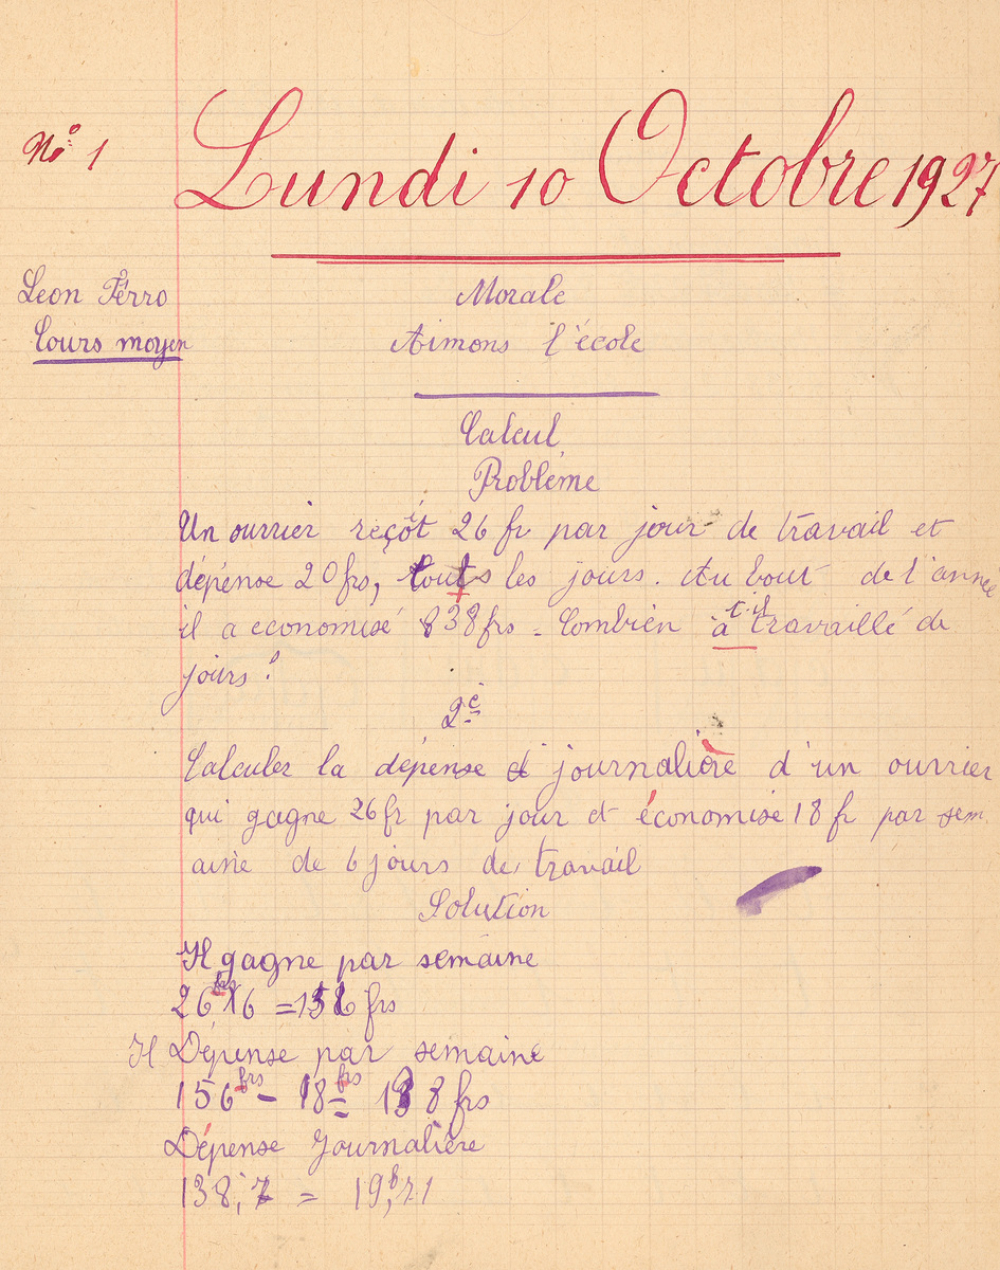 No 1
Lundi 10 Octobre 1927
Leon Ferro
Cours moyen
Morale
Aimons l'école
Calcul
Problème
Un ouvrier reçoit 26 fr par jour de travail et
dépense 20 frs, touts les jours. Au bout de l'année
il a economisé 838 frs. Combien a t-il travaillé de
jours ?
2e
Calculer la dépense journalière d'un ouvrier
qui gagne 26 fr par jour et économise 18 fr par sem
aine de 6 jours de travail
Solution
Il gagne par semaine
26 frs X 6 = 156 frs
Il Dépense par semaine
156 frs - 18 frs = 138 frs
Dépense Journalière
138 : 7 = 19f,71